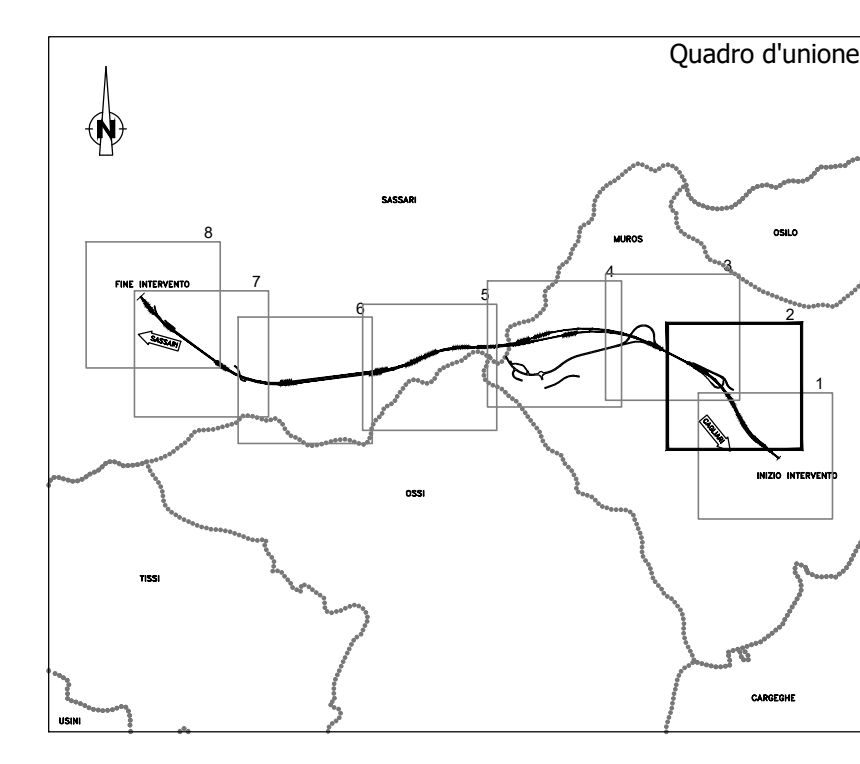 Quadro d'unione
N
SASSARI
MUROS
OSILO
8
7
FINE INTERVENTO
SASSARI
6
5
4
3
2
1
CAGLIARI
INIZIO INTERVENTO
OSSI
TISSI
CARGEGHE
USINI